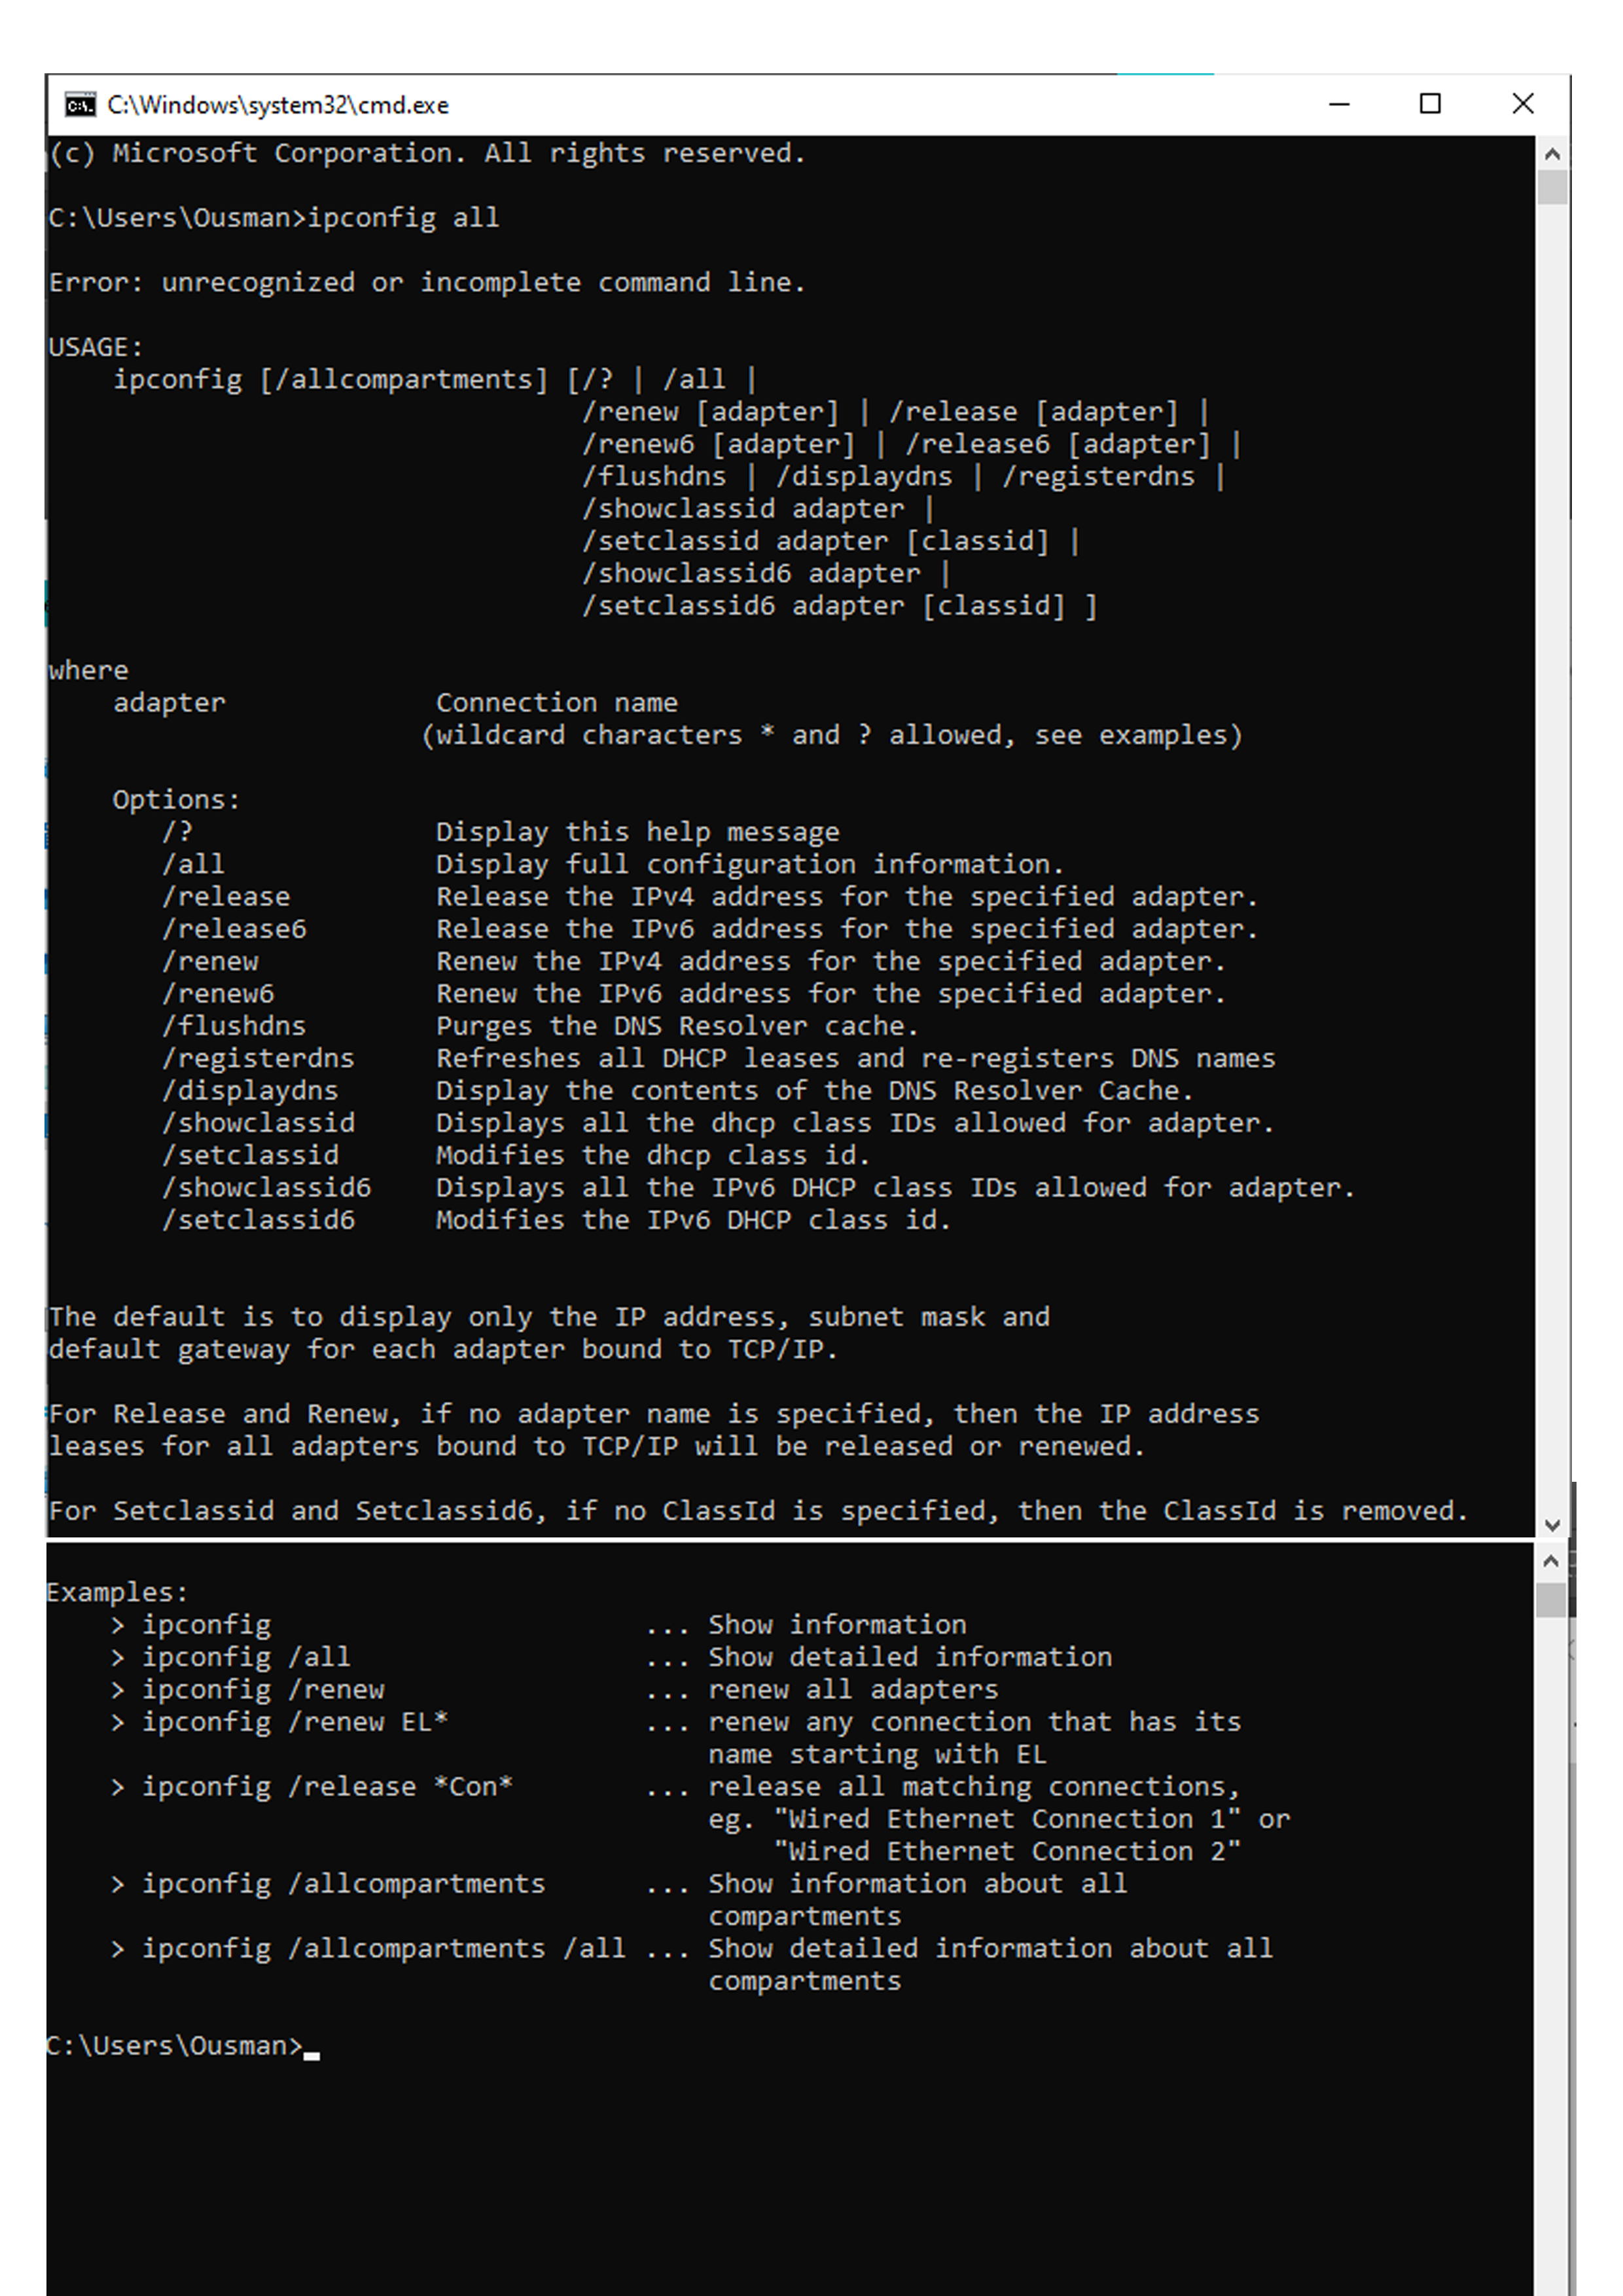 C:\Windows\system32\cmd.exe
(c) Microsoft Corporation. All rights reserved.
C:\Users\Ousman>ipconfig all
Error: unrecognized or incomplete command line.
USAGE:
ipconfig [/allcompartments] [/? | /all |
/renew [adapter] | /release [adapter] |
/renew6 [adapter] | /release6 [adapter] |
/flushdns | /displaydns | /registerdns |
/showclassid adapter |
/setclassid adapter [classid] |
/showclassid6 adapter |
/setclassid6 adapter [classid] ]
where
adapter Connection name
(wildcard characters * and ? allowed, see examples)
Options:
/? Display this help message
/all Display full configuration information.
/release Release the IPv4 address for the specified adapter.
/release6 Release the IPv6 address for the specified adapter.
/renew Renew the IPv4 address for the specified adapter.
/renew6 Renew the IPv6 address for the specified adapter.
/flushdns Purges the DNS Resolver cache.
/registerdns Refreshes all DHCP leases and re-registers DNS names
/displaydns Display the contents of the DNS Resolver Cache.
/showclassid Displays all the dhcp class IDs allowed for adapter.
/setclassid Modifies the dhcp class id.
/showclassid6 Displays all the IPv6 DHCP class IDs allowed for adapter.
/setclassid6 Modifies the IPv6 DHCP class id.
The default is to display only the IP address, subnet mask and
default gateway for each adapter bound to TCP/IP.
For Release and Renew, if no adapter name is specified, then the IP address
leases for all adapters bound to TCP/IP will be released or renewed.
For Setclassid and Setclassid6, if no ClassId is specified, then the ClassId is removed.
Examples:
> ipconfig ... Show information
> ipconfig /all ... Show detailed information
> ipconfig /renew ... renew all adapters
> ipconfig /renew EL* ... renew any connection that has its
name starting with EL
> ipconfig /release *Con* ... release all matching connections,
eg. "Wired Ethernet Connection 1" or
"Wired Ethernet Connection 2"
> ipconfig /allcompartments ... Show information about all
compartments
> ipconfig /allcompartments /all ... Show detailed information about all
compartments
C:\Users\Ousman>